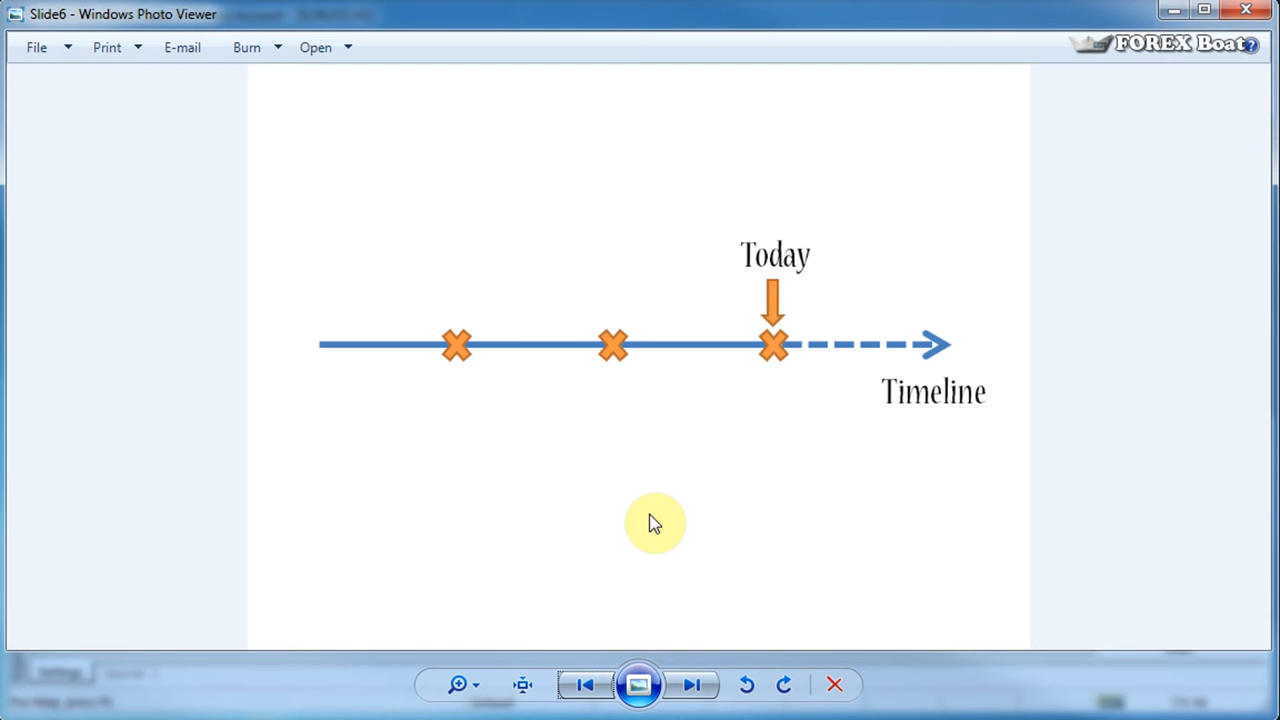 Slide6 - Windows Photo Viewer
File Print E-mail Burn Open
FOREX Boat
Today
Timeline